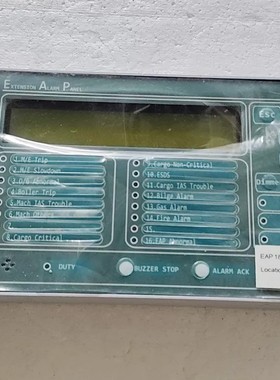 EXTENSION ALARM PANEL
ESC
1.M/E Trip
2.M/E Slowdown
3.D/G Abnormal
4.Boiler Trip
5.Mach IAS Trouble
6.Mach
7.
8.Cargo Critical
9.Cargo Non-Critical
10.ESDS
11.Cargo IAS Trouble
12.Bilge Alarm
13.Gas Alarm
14.Fire Alarm
15.
16.EAP Abnormal
DUTY
BUZZER STOP
ALARM ACK
EAP
Locatio